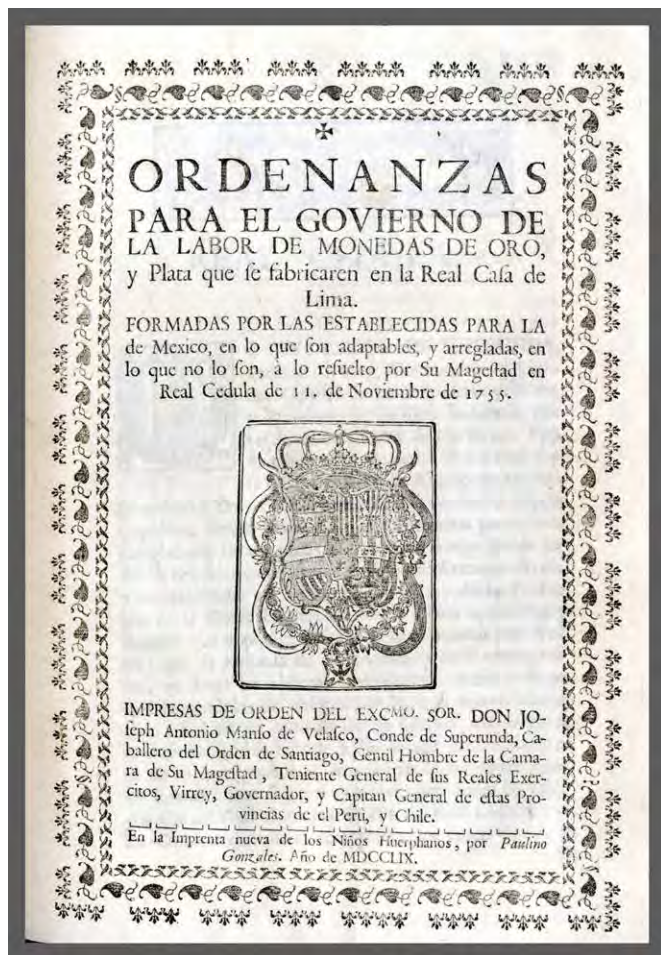 ORDENANZAS
PARA EL GOVIERNO DE
LA LABOR DE MONEDAS DE ORO,
y Plata que ſe fabricaren en la Real Caſa de
Lima.
FORMADAS POR LAS ESTABLECIDAS PARA LA
de Mexico, en lo que ſon adaptables, y arregladas, en
lo que no lo ſon, à lo reſuelto por Su Mageſtad en
Real Cedula de 11. de Noviembre de 1755.
IMPRESAS DE ORDEN DEL EXCMO. SOR. DON JO-
ſeph Antonio Manſo de Velaſco, Conde de Superunda, Ca-
ballero del Orden de Santiago, Gentil Hombre de la Cama-
ra de Su Mageſtad, Teniente General de ſus Reales Exer-
citos, Virrey, Governador, y Capitan General de eſtas Pro-
vincias de el Perù, y Chile.
En la Imprenta nueva de los Niños Huerphanos, por Paulino
Gonzales. Año de MDCCLIX.